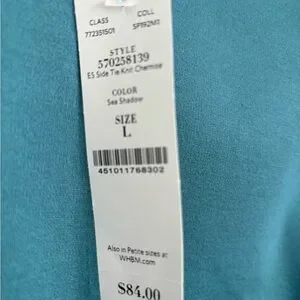 CLASS COLL
772351501 SP192M11
STYLE
570258139
ES Side Tie Knit Chemise
COLOR
Sea Shadow
SIZE
L
451011768302
Also in Petite sizes at
WHBM.com
$84.00